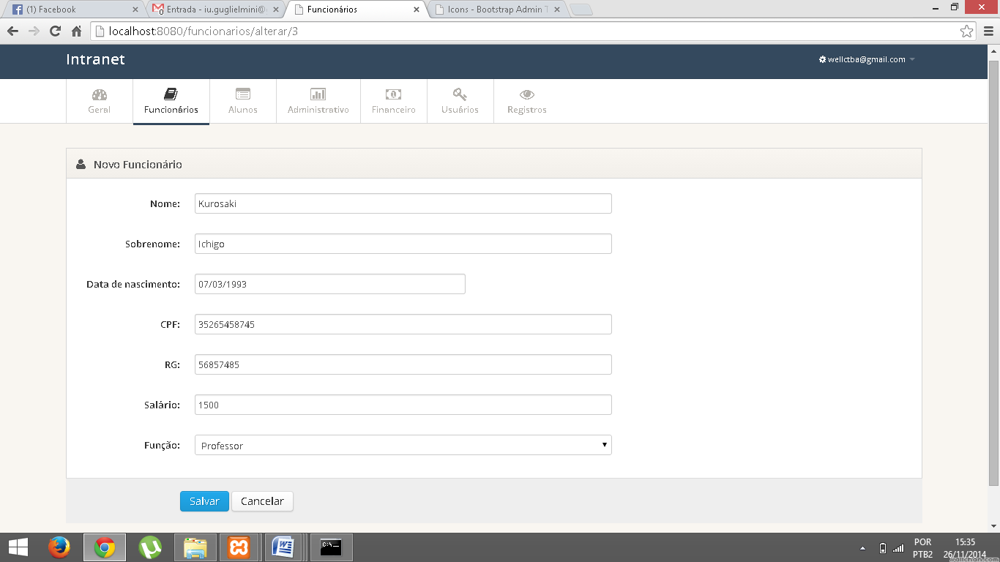 (1) Facebook
Entrada - iu.guglielmini@
Funcionários
Icons - Bootstrap Admin T
localhost:8080/funcionarios/alterar/3
Intranet
wellctba@gmail.com
Geral
Funcionários
Alunos
Administrativo
Financeiro
Usuários
Registros
Novo Funcionário
Nome: Kurosaki
Sobrenome: Ichigo
Data de nascimento: 07/03/1993
CPF: 35265458745
RG: 56857485
Salário: 1500
Função: Professor
Salvar Cancelar
C:\_
POR 15:35
PTB2 26/11/2014